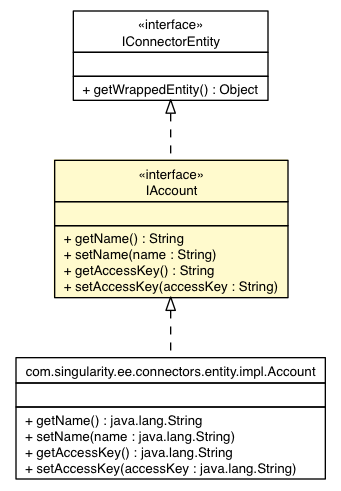 «interface»
IConnectorEntity
+ getWrappedEntity() : Object
«interface»
IAccount
+ getName() : String
+ setName(name : String)
+ getAccessKey() : String
+ setAccessKey(accessKey : String)
com.singularity.ee.connectors.entity.impl.Account
+ getName() : java.lang.String
+ setName(name : java.lang.String)
+ getAccessKey() : java.lang.String
+ setAccessKey(accessKey : java.lang.String)